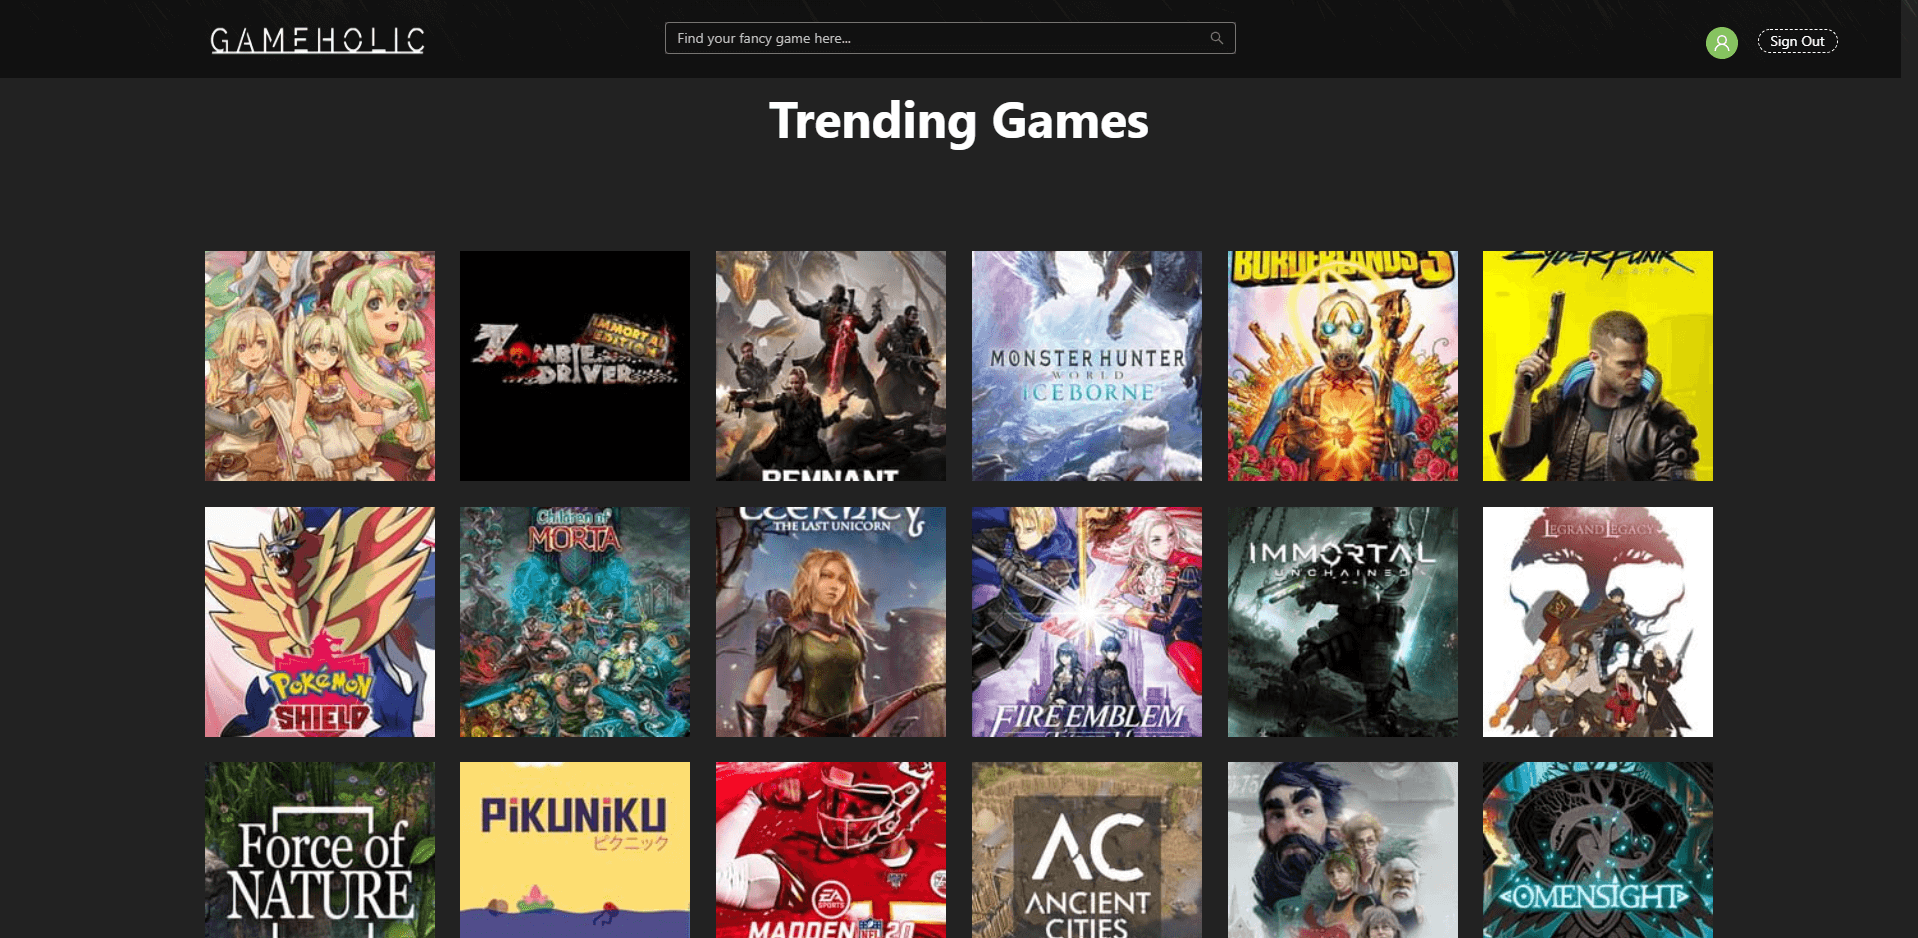 GAMEHOLIC
Find your fancy game here...
Sign Out
Trending Games
ZOMBIE DRIVER
IMMORTAL EDITION
REMNANT
MONSTER HUNTER
WORLD
ICEBORNE
BORDERLANDS 3
CYBERPUNK
POKéMON
SHIELD
Children of
MORTA
THE LAST UNICORN
FIRE EMBLEM
IMMORTAL
UNCHAINED
LEGRAND LEGACY
Force of
NATURE
PiKUNiKU
ピクニック
EA
SPORTS
MADDEN NFL 20
AC
ANCIENT
CITIES
OMENSIGHT